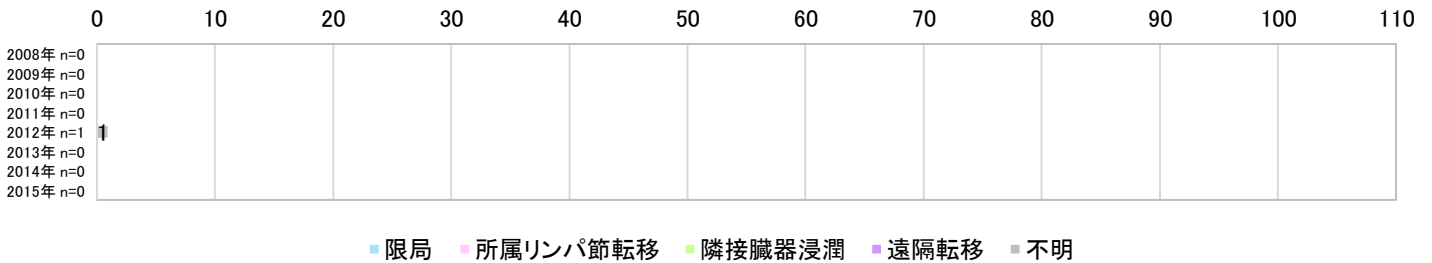 0 10 20 30 40 50 60 70 80 90 100 110
2008年 n=0
2009年 n=0
2010年 n=0
2011年 n=0
2012年 n=1 1
2013年 n=0
2014年 n=0
2015年 n=0
限局 所属リンパ節転移 隣接臓器浸潤 遠隔転移 不明